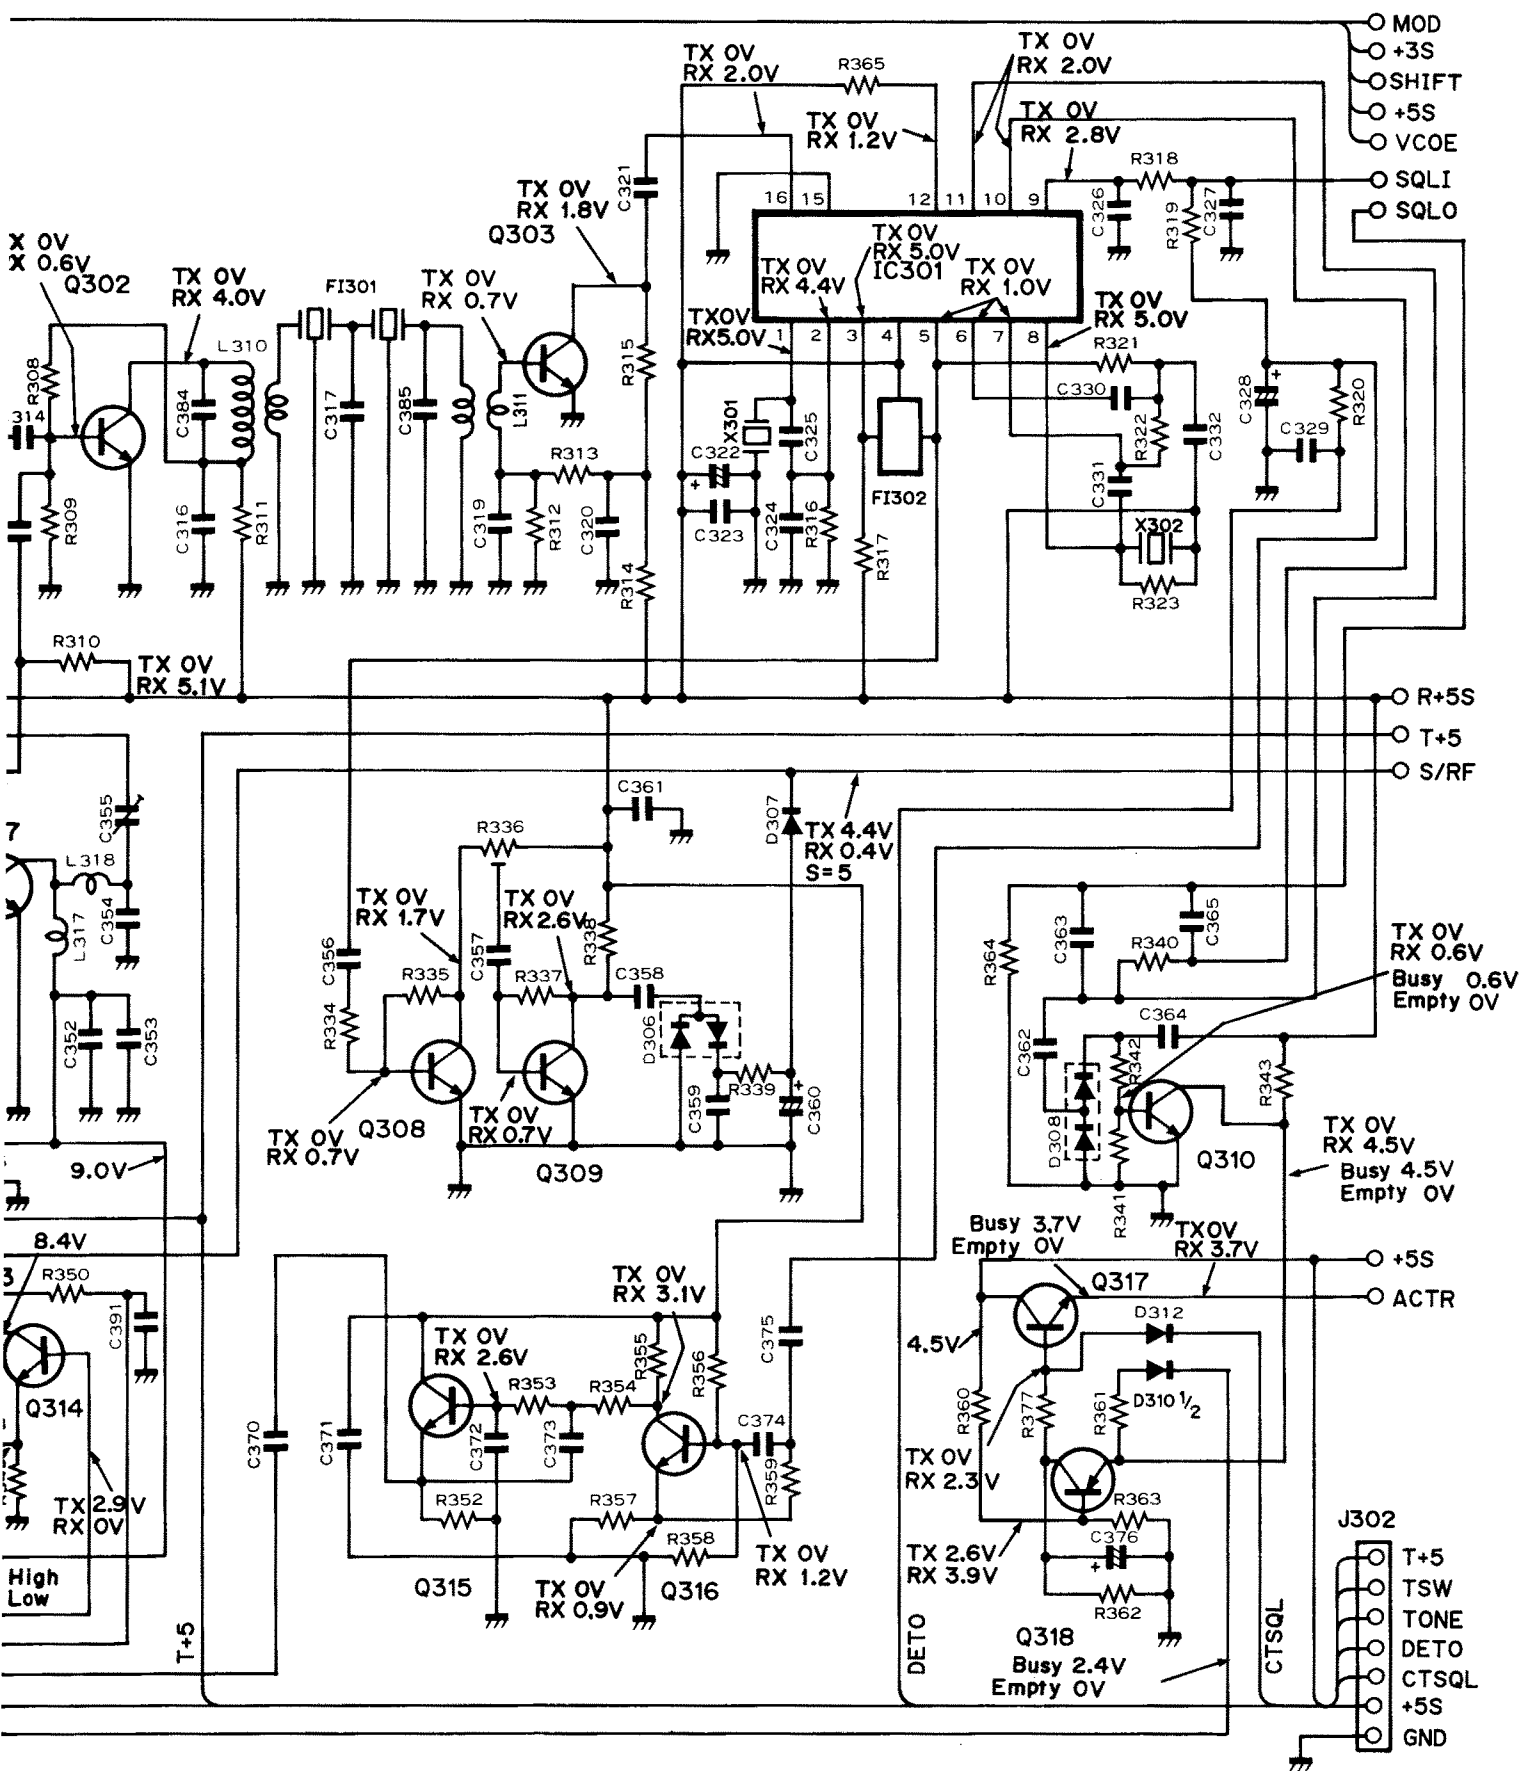 MOD
+3S
SHIFT
+5S
VCOE
SQLI
SQLO
TX 0V
RX 2.0V
R365
TX 0V
RX 2.0V
TX 0V
RX 1.2V
TX 0V
RX 2.8V
R318
C321
TX 0V
RX 1.8V
Q303
16 15 12 11 10 9
C326
R319
C327
X 0V
X 0.6V
Q302
TX 0V
RX 4.0V
FI301
TX 0V
RX 0.7V
TX 0V
RX 5.0V
IC301
TX 0V
RX 4.4V
TX 0V
RX 1.0V
TX 0V
RX 5.0V
TX0V
RX5.0V
1 2 3 4 5 6 7 8
R308
L310
R315
R321
314
C384
C317
C385
L311
X301
C325
C330
R322
C332
C328
+
R320
C329
R313
C322
+
C331
FI302
R309
C316
R311
C319
R312
C320
R314
C323
C324
R316
R317
X302
R323
R310
TX 0V
RX 5.1V
R+5S
T+5
S/RF
C355
C361
D307
TX 4.4V
RX 0.4V
S=5
7
L318
R336
L317
C354
TX 0V
RX 1.7V
TX 0V
RX 2.6V
R338
C363
C365
R364
R340
TX 0V
RX 0.6V
Busy 0.6V
Empty 0V
C356
R335
C357
R337
C358
C352
C353
R334
D306
R339
C359
+
C360
C362
C364
R342
R343
D308
Q308
TX 0V
RX 0.7V
TX 0V
RX 0.7V
Q309
Q310
R341
TX 0V
RX 4.5V
Busy 4.5V
Empty 0V
9.0V
8.4V
Busy 3.7V
Empty 0V
TX0V
RX 3.7V
+5S
ACTR
3
R350
C391
TX 0V
RX 3.1V
Q317
D312
4.5V
TX 0V
RX 2.6V
R355
R356
C375
D310 1/2
Q314
R353
R354
R360
R377
R361
C370
C371
C372
C373
C374
R359
TX 0V
RX 2.3V
TX 2.9V
RX 0V
R352
R357
R358
R363
C376
+
R362
J302
High
Low
Q315
TX 0V
RX 0.9V
Q316
TX 0V
RX 1.2V
TX 2.6V
RX 3.9V
Q318
Busy 2.4V
Empty 0V
T+5
DETO
CTSQL
T+5
TSW
TONE
DETO
CTSQL
+5S
GND